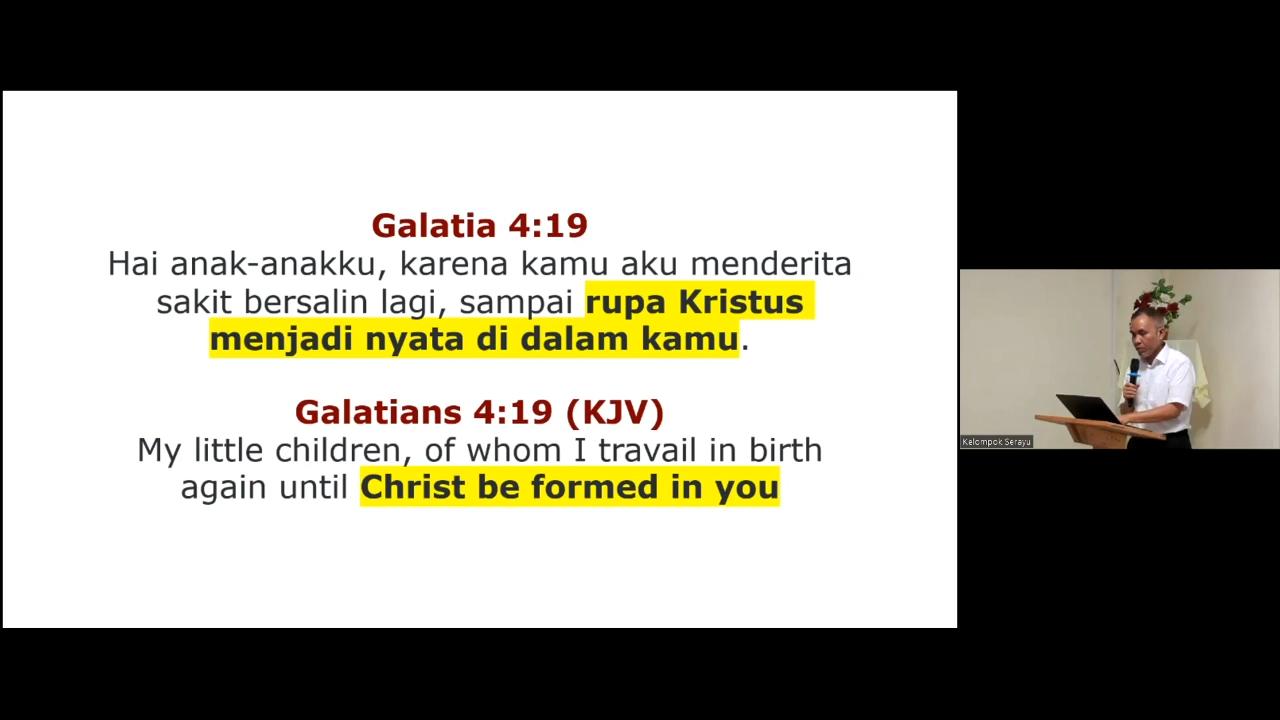 Galatia 4:19
Hai anak-anakku, karena kamu aku menderita
sakit bersalin lagi, sampai rupa Kristus
menjadi nyata di dalam kamu.
Galatians 4:19 (KJV)
My little children, of whom I travail in birth
again until Christ be formed in you
Kelompok Serayu